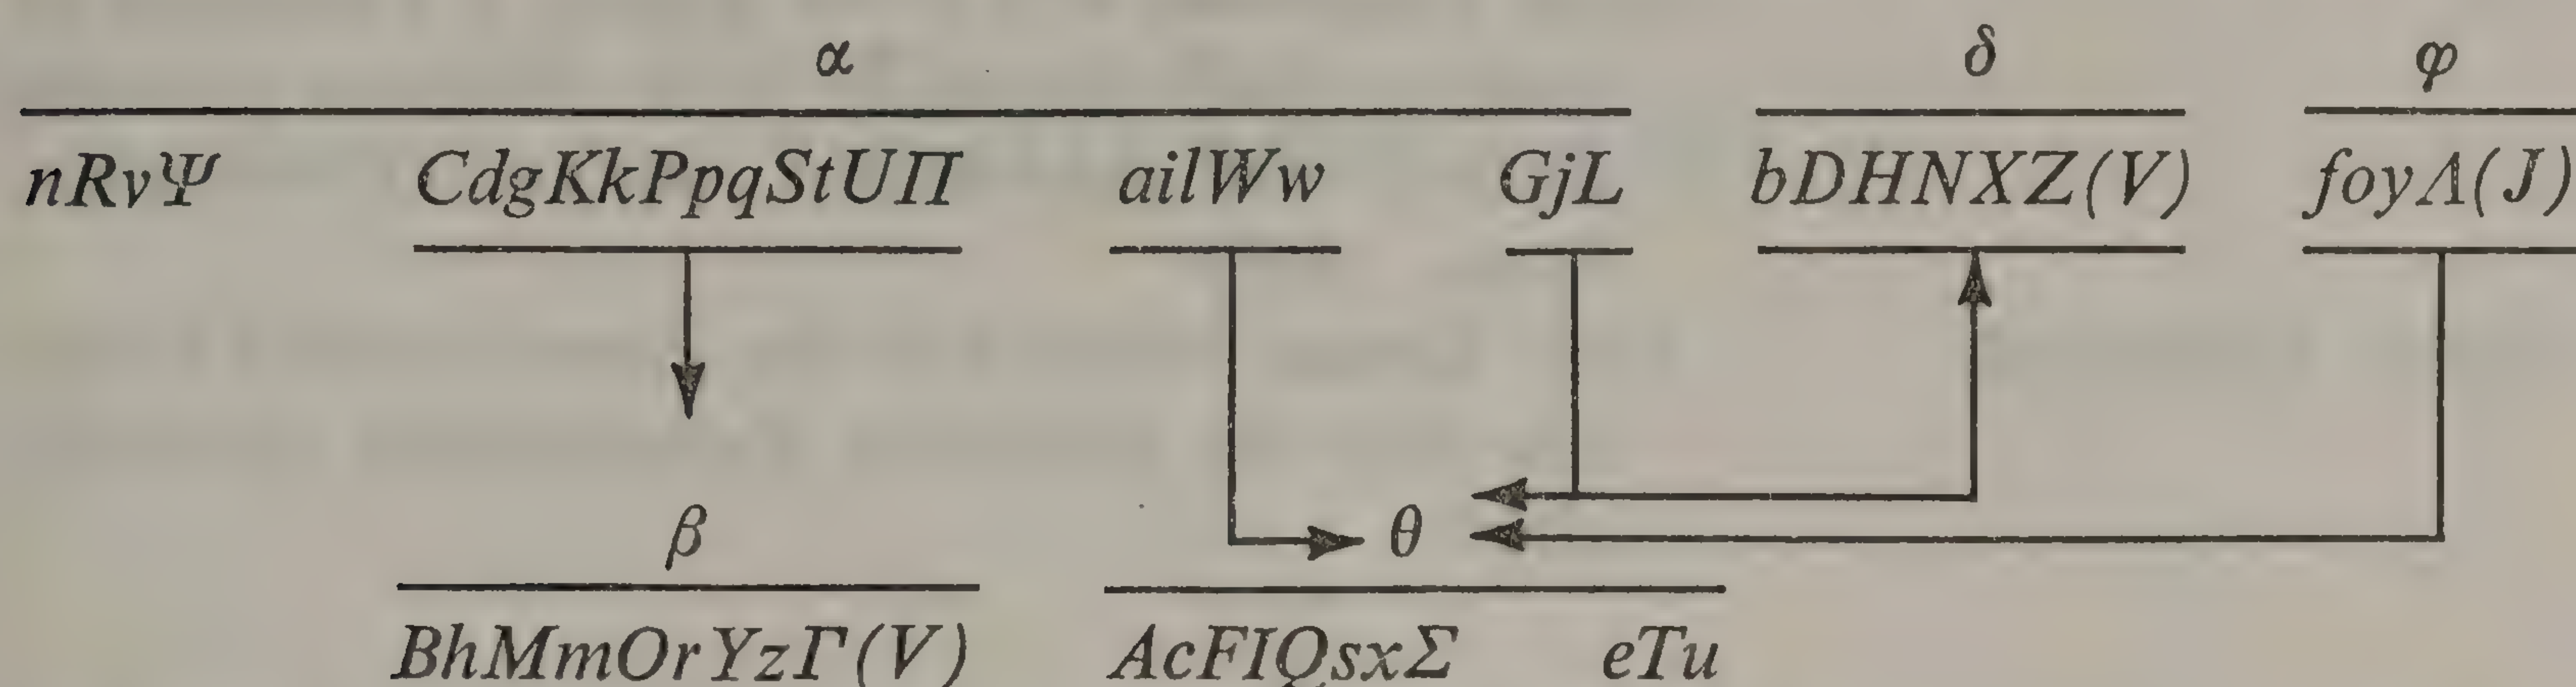 α δ φ
nRvΨ CdgKkPpqStUΠ ailWw GjL bDHNXZ(V) foyΛ(J)
β θ
BhMmOrYzΓ(V) AcFIQsxΣ eTu